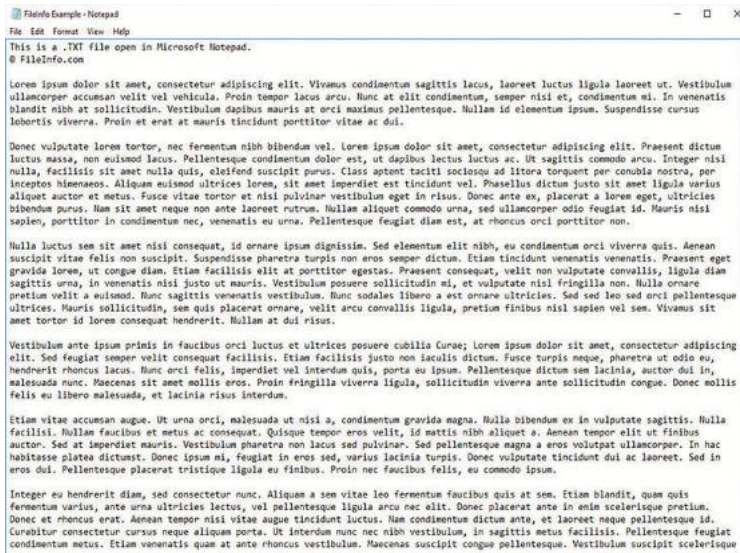 FileInfo Example - Notepad
File Edit Format View Help
This is a .TXT file open in Microsoft Notepad.
© FileInfo.com
Lorem ipsum dolor sit amet, consectetur adipiscing elit. Vivamus condimentum sagittis lacus, laoreet luctus ligula laoreet ut. Vestibulum
ullamcorper accumsan velit vel vehicula. Proin tempor lacus arcu. Nunc at elit condimentum, semper nisi et, condimentum mi. In venenatis
blandit nibh at sollicitudin. Vestibulum dapibus mauris at orci maximus pellentesque. Nullam id elementum ipsum. Suspendisse cursus
lobortis viverra. Proin et erat at mauris tincidunt porttitor vitae ac dui.
Donec vulputate lorem tortor, nec fermentum nibh bibendum vel. Lorem ipsum dolor sit amet, consectetur adipiscing elit. Praesent dictum
luctus massa, non euismod lacus. Pellentesque condimentum dolor est, ut dapibus lectus luctus ac. Ut sagittis commodo arcu. Integer nisi
nulla, facilisis sit amet nulla quis, eleifend suscipit purus. Class aptent taciti sociosqu ad litora torquent per conubia nostra, per
inceptos himenaeos. Aliquam euismod ultrices lorem, sit amet imperdiet est tincidunt vel. Phasellus dictum justo sit amet ligula varius
aliquet auctor et metus. Fusce vitae tortor et nisi pulvinar vestibulum eget in risus. Donec ante ex, placerat a lorem eget, ultricies
bibendum purus. Nam sit amet neque non ante laoreet rutrum. Nullam aliquet commodo urna, sed ullamcorper odio feugiat id. Mauris nisi
sapien, porttitor in condimentum nec, venenatis eu urna. Pellentesque feugiat diam est, at rhoncus orci porttitor non.
Nulla luctus sem sit amet nisi consequat, id ornare ipsum dignissim. Sed elementum elit nibh, eu condimentum orci viverra quis. Aenean
suscipit vitae felis non suscipit. Suspendisse pharetra turpis non eros semper dictum. Etiam tincidunt venenatis venenatis. Praesent eget
gravida lorem, ut congue diam. Etiam facilisis elit at porttitor egestas. Praesent consequat, velit non vulputate convallis, ligula diam
sagittis urna, in venenatis nisi justo ut mauris. Vestibulum posuere sollicitudin mi, et vulputate nisl fringilla non. Nulla ornare
pretium velit a euismod. Nunc sagittis venenatis vestibulum. Nunc sodales libero a est ornare ultricies. Sed sed leo sed orci pellentesque
ultrices. Mauris sollicitudin, sem quis placerat ornare, velit arcu convallis ligula, pretium finibus nisl sapien vel sem. Vivamus sit
amet tortor id lorem consequat hendrerit. Nullam at dui risus.
Vestibulum ante ipsum primis in faucibus orci luctus et ultrices posuere cubilia Curae; Lorem ipsum dolor sit amet, consectetur adipiscing
elit. Sed feugiat semper velit consequat facilisis. Etiam facilisis justo non iaculis dictum. Fusce turpis neque, pharetra ut odio eu,
hendrerit rhoncus lacus. Nunc orci felis, imperdiet vel interdum quis, porta eu ipsum. Pellentesque dictum sem lacinia, auctor dui in,
malesuada nunc. Maecenas sit amet mollis eros. Proin fringilla viverra ligula, sollicitudin viverra ante sollicitudin congue. Donec mollis
felis eu libero malesuada, et lacinia risus interdum.
Etiam vitae accumsan augue. Ut urna orci, malesuada ut nisi a, condimentum gravida magna. Nulla bibendum ex in vulputate sagittis. Nulla
facilisi. Nullam faucibus et metus ac consequat. Quisque tempor eros velit, id mattis nibh aliquet a. Aenean tempor elit ut finibus
auctor. Sed at imperdiet mauris. Vestibulum pharetra non lacus sed pulvinar. Sed pellentesque magna a eros volutpat ullamcorper. In hac
habitasse platea dictumst. Donec ipsum mi, feugiat in eros sed, varius lacinia turpis. Donec vulputate tincidunt dui ac laoreet. Sed in
eros dui. Pellentesque placerat tristique ligula eu finibus. Proin nec faucibus felis, eu commodo ipsum.
Integer eu hendrerit diam, sed consectetur nunc. Aliquam a sem vitae leo fermentum faucibus quis at sem. Etiam blandit, quam quis
fermentum varius, ante urna ultricies lectus, vel pellentesque ligula arcu nec elit. Donec placerat ante in enim scelerisque pretium.
Donec et rhoncus erat. Aenean tempor nisi vitae augue tincidunt luctus. Nam condimentum dictum ante, et laoreet neque pellentesque id.
Curabitur consectetur cursus neque aliquam porta. Ut interdum nunc nec nibh vestibulum, in sagittis metus facilisis. Pellentesque feugiat
condimentum metus. Etiam venenatis quam at ante rhoncus vestibulum. Maecenas suscipit congue pellentesque. Vestibulum suscipit scelerisque